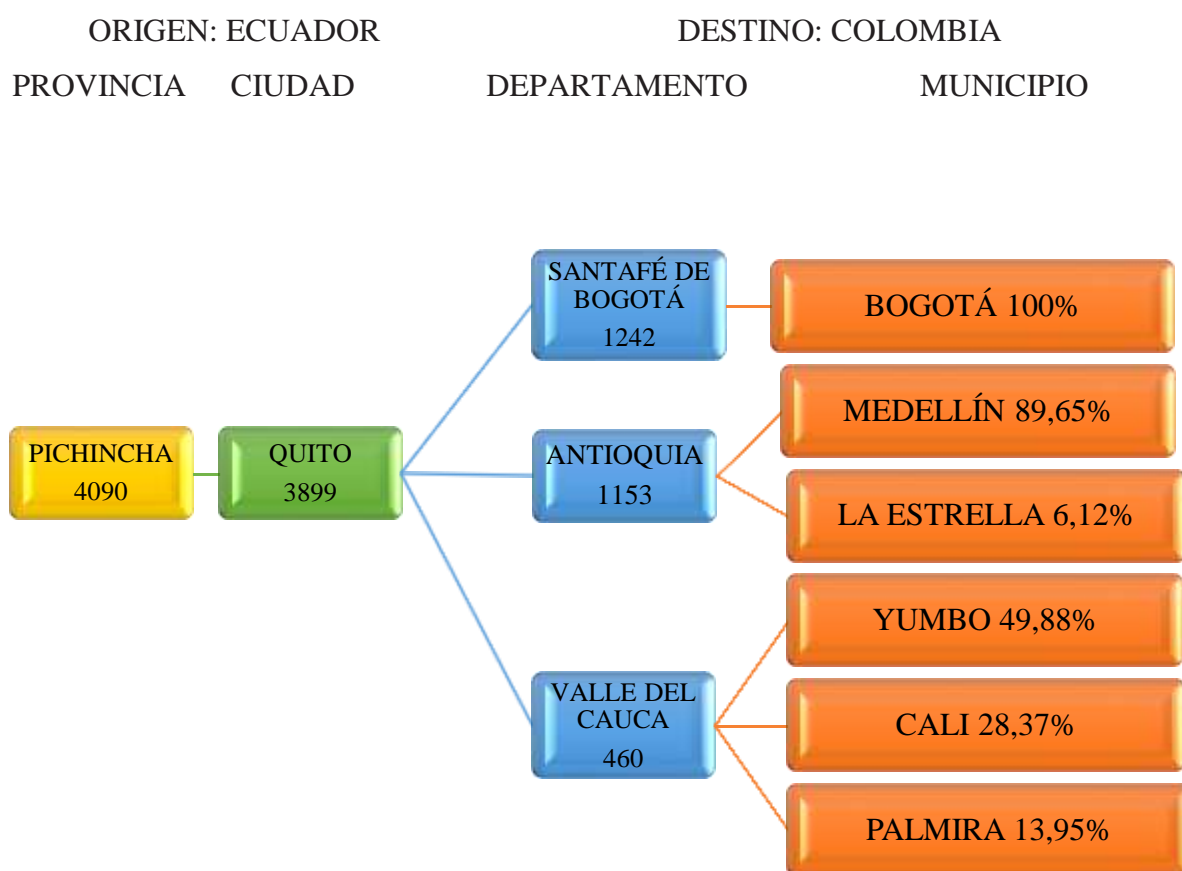 ORIGEN: ECUADOR
DESTINO: COLOMBIA
PROVINCIA
CIUDAD
DEPARTAMENTO
MUNICIPIO
PICHINCHA
4090
QUITO
3899
SANTAFÉ DE
BOGOTÁ
1242
BOGOTÁ 100%
ANTIOQUIA
1153
MEDELLÍN 89,65%
LA ESTRELLA 6,12%
VALLE DEL
CAUCA
460
YUMBO 49,88%
CALI 28,37%
PALMIRA 13,95%